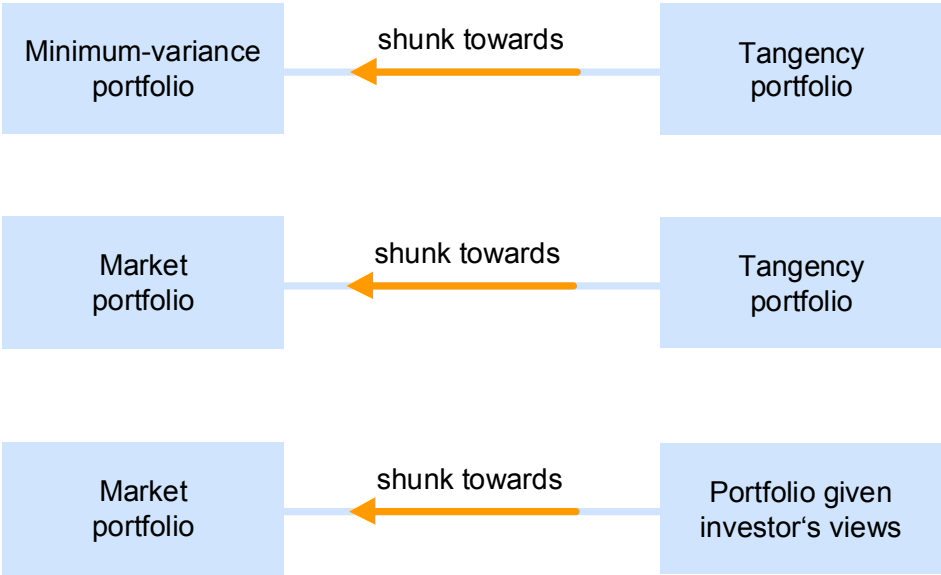 Minimum-variance
portfolio
shunk towards
Tangency
portfolio
Market
portfolio
shunk towards
Tangency
portfolio
Market
portfolio
shunk towards
Portfolio given
investor‘s views